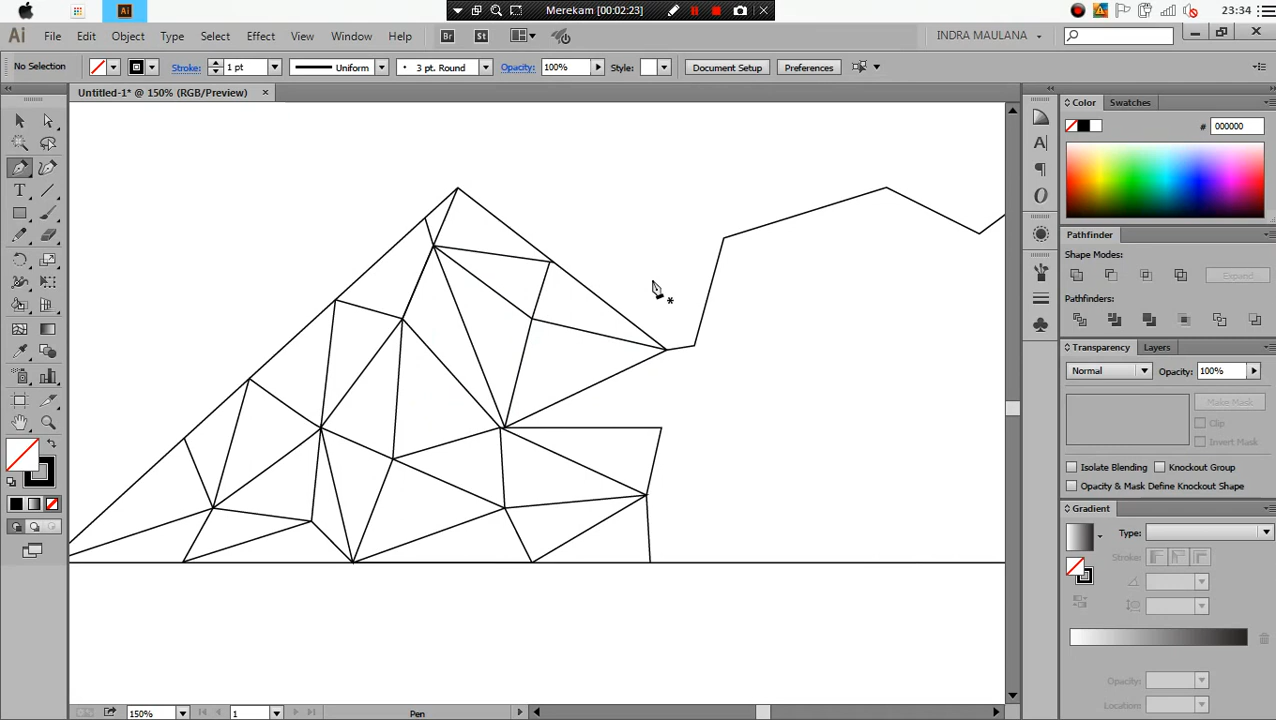 Merekam [00:02:23]
23:34
Ai File Edit Object Type Select Effect View Window Help Br St INDRA MAULANA
No Selection Stroke: 1 pt Uniform 3 pt. Round Opacity: 100% Style: Document Setup Preferences
Untitled-1* @ 150% (RGB/Preview)
Color Swatches
# 000000
Pathfinder
Shape Modes:
Expand
Pathfinders:
Transparency Layers
Normal Opacity: 100%
Make Mask
Clip
Invert Mask
Isolate Blending Knockout Group
Opacity & Mask Define Knockout Shape
Gradient
Type:
Stroke:
Opacity:
Location:
150% 1 Pen